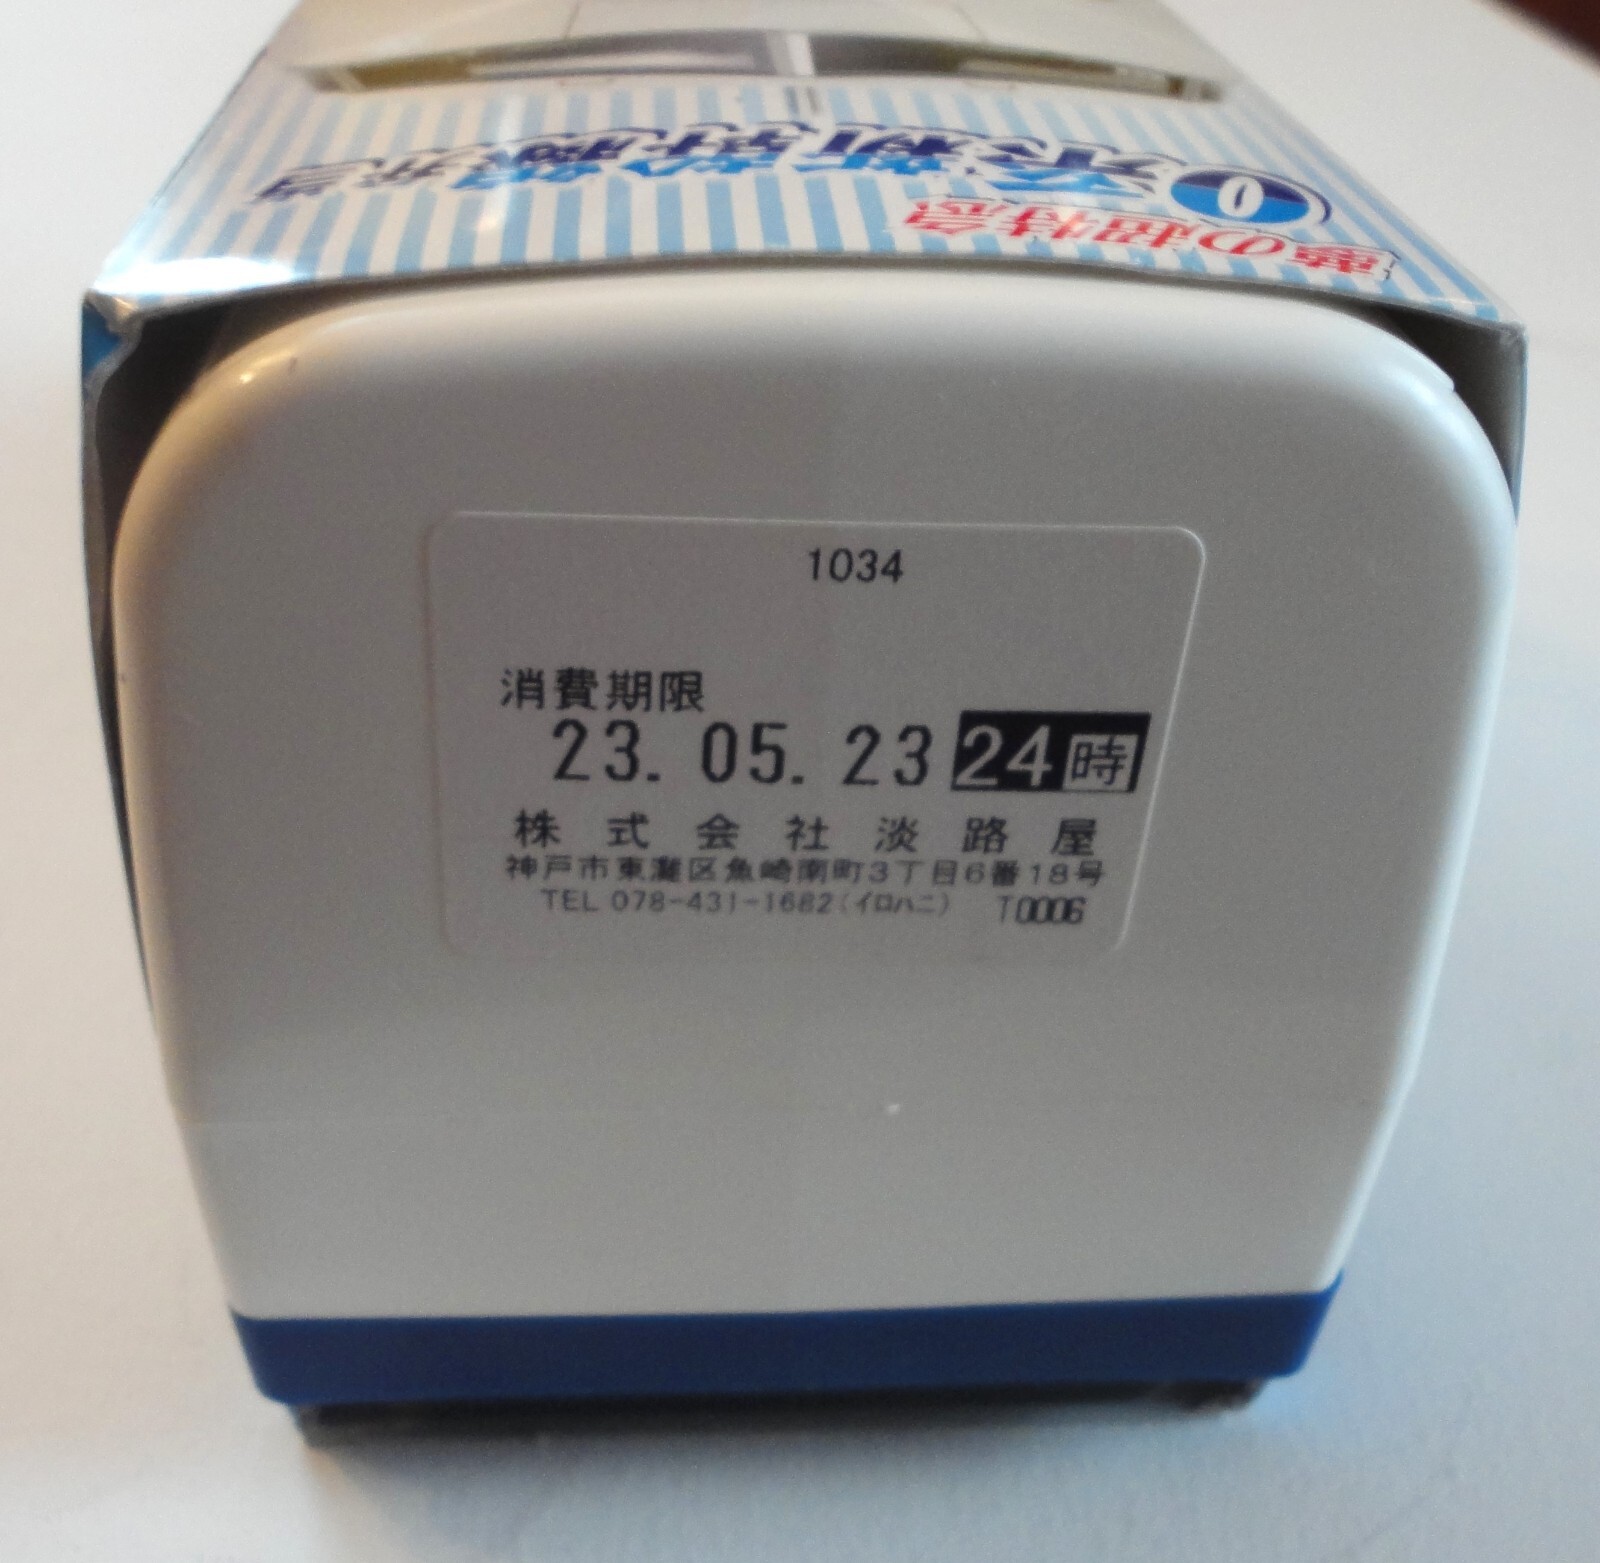 夢の超特急
0系新幹線弁当
1034
消費期限
23. 05. 23 24時
株式会社淡路屋
神戸市東灘区魚崎南町3丁目6番18号
TEL 078-431-1682(イロハニ) T0006